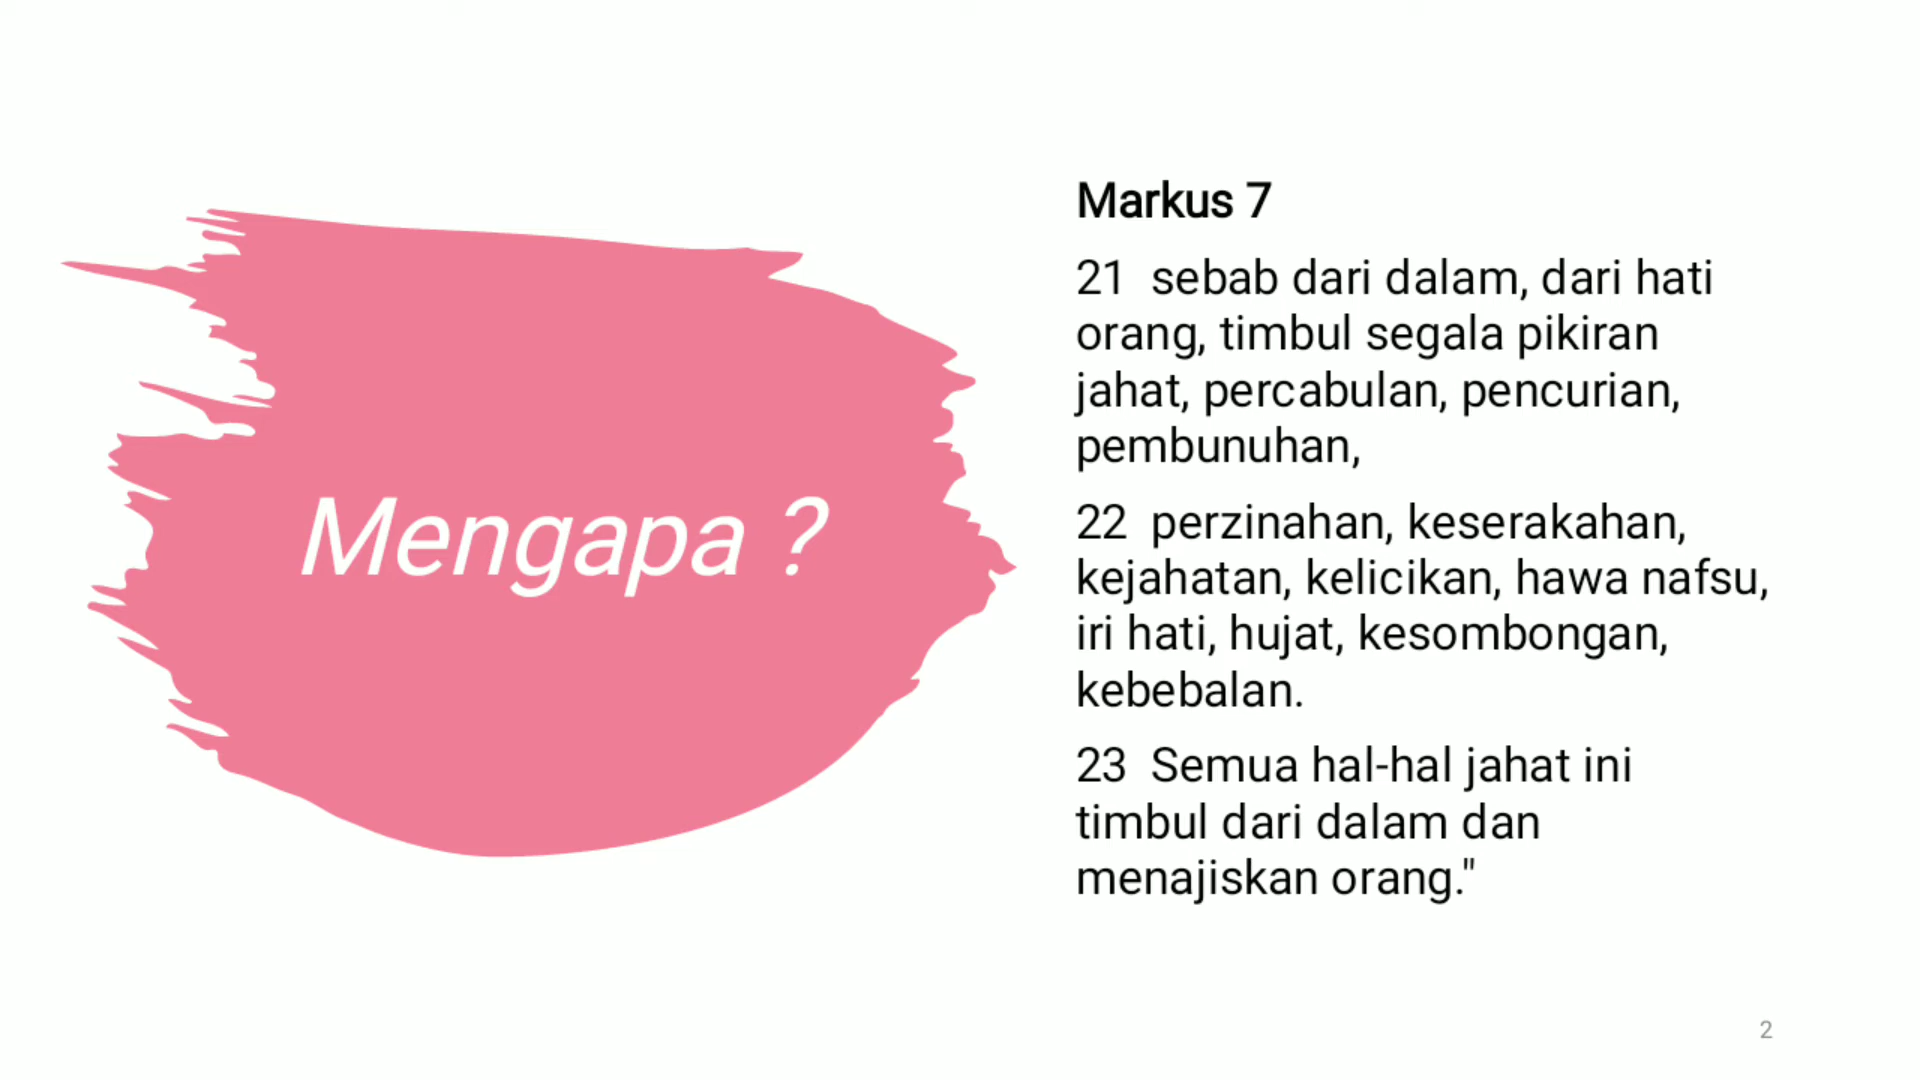 Mengapa ?
Markus 7
21  sebab dari dalam, dari hati
orang, timbul segala pikiran
jahat, percabulan, pencurian,
pembunuhan,
22  perzinahan, keserakahan,
kejahatan, kelicikan, hawa nafsu,
iri hati, hujat, kesombongan,
kebebalan.
23  Semua hal-hal jahat ini
timbul dari dalam dan
menajiskan orang."
2